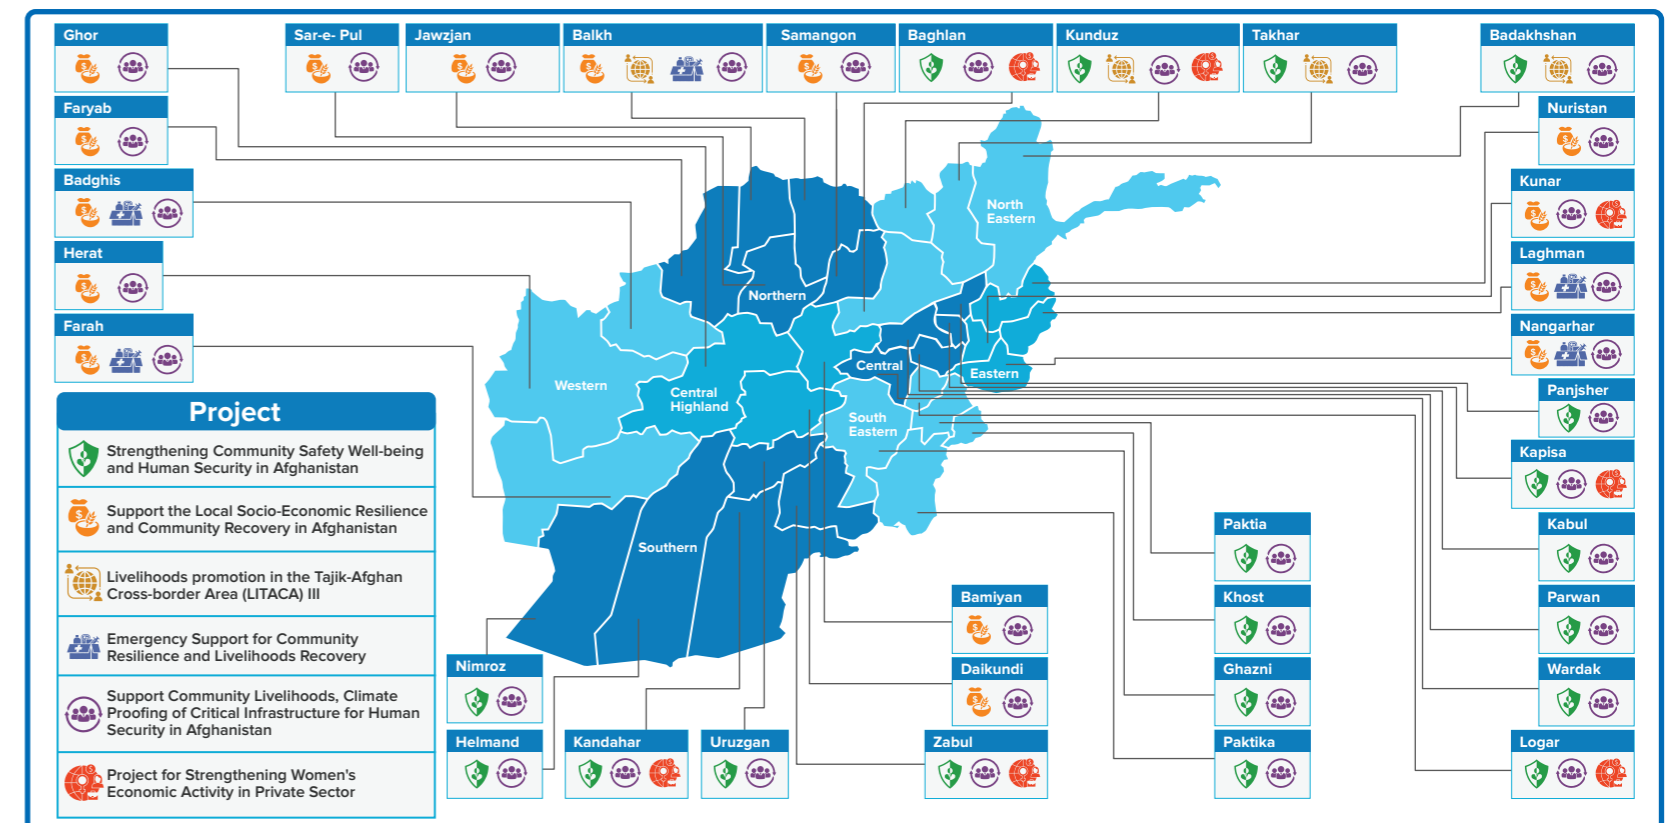 Ghor
Sar-e- Pul
Jawzjan
Balkh
Samangon
Baghlan
Kunduz
Takhar
Badakhshan
Faryab
Nuristan
Badghis
Kunar
North
Eastern
Herat
Laghman
Northern
Farah
Nangarhar
Central
Eastern
Western
Central
Highland
Panjsher
South
Eastern
Kapisa
Project
Strengthening Community Safety Well-being
and Human Security in Afghanistan
Support the Local Socio-Economic Resilience
and Community Recovery in Afghanistan
Livelihoods promotion in the Tajik-Afghan
Cross-border Area (LITACA) III
Emergency Support for Community
Resilience and Livelihoods Recovery
Support Community Livelihoods, Climate
Proofing of Critical Infrastructure for Human
Security in Afghanistan
Project for Strengthening Women's
Economic Activity in Private Sector
Southern
Paktia
Kabul
Bamiyan
Khost
Parwan
Nimroz
Daikundi
Ghazni
Wardak
Helmand
Kandahar
Uruzgan
Zabul
Paktika
Logar